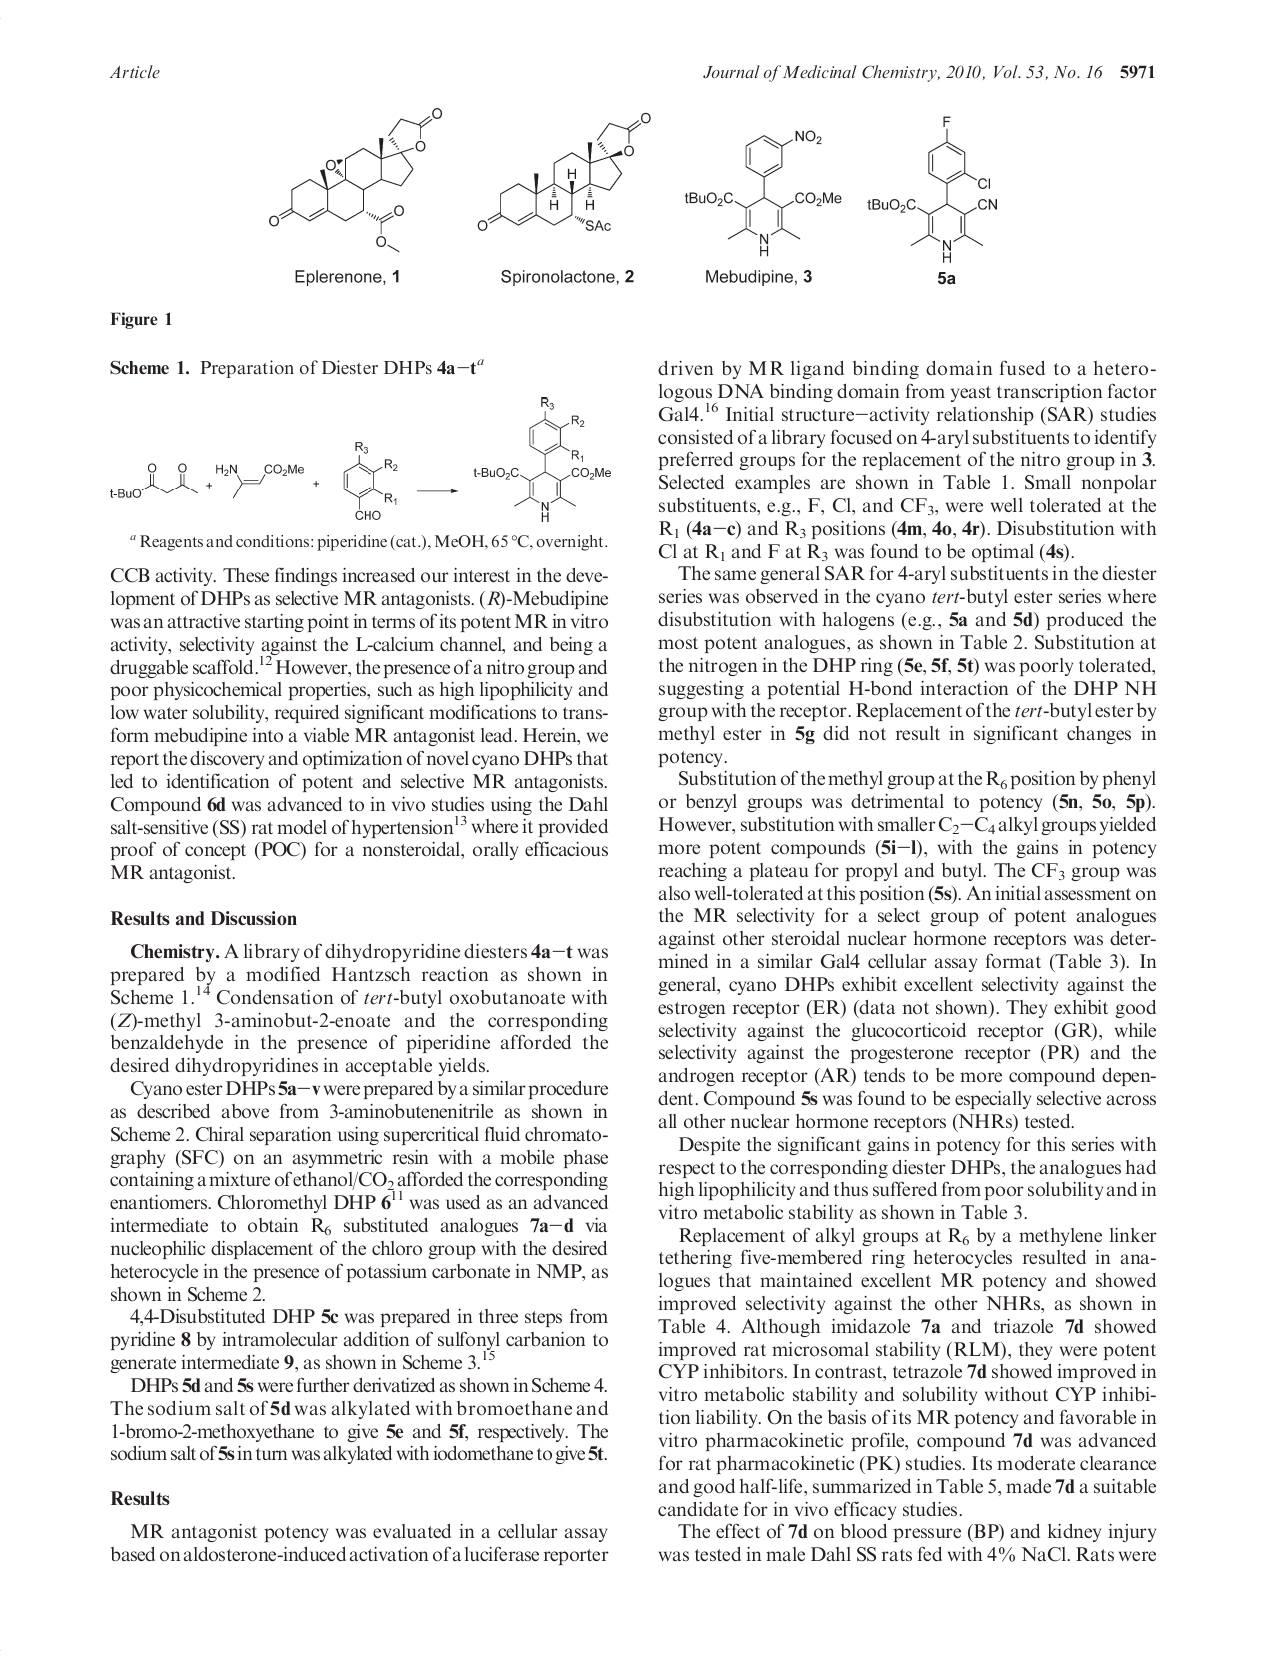 Article
Journal of Medicinal Chemistry, 2010, Vol. 53, No. 16 5971
O
O
O
O
O
O
Eplerenone, 1
O
O
H
H
H
O
SAc
Spironolactone, 2
NO2
tBuO2C
CO2Me
N
H
Mebudipine, 3
F
Cl
tBuO2C
CN
N
H
5a
Figure 1
Scheme 1. Preparation of Diester DHPs 4a−t^a
O O
t-BuO
+
H2N
CO2Me
+
R3
R2
R1
CHO
R3
R2
R1
t-BuO2C
CO2Me
N
H
^a Reagents and conditions: piperidine (cat.), MeOH, 65 °C, overnight.
CCB activity. These findings increased our interest in the deve-
lopment of DHPs as selective MR antagonists. (R)-Mebudipine
was an attractive starting point in terms of its potent MR in vitro
activity, selectivity against the L-calcium channel, and being a
druggable scaffold.12 However, the presence of a nitro group and
poor physicochemical properties, such as high lipophilicity and
low water solubility, required significant modifications to trans-
form mebudipine into a viable MR antagonist lead. Herein, we
report the discovery and optimization of novel cyano DHPs that
led to identification of potent and selective MR antagonists.
Compound 6d was advanced to in vivo studies using the Dahl
salt-sensitive (SS) rat model of hypertension13 where it provided
proof of concept (POC) for a nonsteroidal, orally efficacious
MR antagonist.
Results and Discussion
Chemistry. A library of dihydropyridine diesters 4a−t was
prepared by a modified Hantzsch reaction as shown in
Scheme 1.14 Condensation of tert-butyl oxobutanoate with
(Z)-methyl 3-aminobut-2-enoate and the corresponding
benzaldehyde in the presence of piperidine afforded the
desired dihydropyridines in acceptable yields.
Cyano ester DHPs 5a−v were prepared by a similar procedure
as described above from 3-aminobutenenitrile as shown in
Scheme 2. Chiral separation using supercritical fluid chromato-
graphy (SFC) on an asymmetric resin with a mobile phase
containing a mixture of ethanol/CO2 afforded the corresponding
enantiomers. Chloromethyl DHP 6^11 was used as an advanced
intermediate to obtain R6 substituted analogues 7a−d via
nucleophilic displacement of the chloro group with the desired
heterocycle in the presence of potassium carbonate in NMP, as
shown in Scheme 2.
4,4-Disubstituted DHP 5c was prepared in three steps from
pyridine 8 by intramolecular addition of sulfonyl carbanion to
generate intermediate 9, as shown in Scheme 3.15
DHPs 5d and 5s were further derivatized as shown in Scheme 4.
The sodium salt of 5d was alkylated with bromoethane and
1-bromo-2-methoxyethane to give 5e and 5f, respectively. The
sodium salt of 5s in turn was alkylated with iodomethane to give 5t.
Results
MR antagonist potency was evaluated in a cellular assay
based on aldosterone-induced activation of a luciferase reporter
driven by MR ligand binding domain fused to a hetero-
logous DNA binding domain from yeast transcription factor
Gal4.16 Initial structure−activity relationship (SAR) studies
consisted of a library focused on 4-aryl substituents to identify
preferred groups for the replacement of the nitro group in 3.
Selected examples are shown in Table 1. Small nonpolar
substituents, e.g., F, Cl, and CF3, were well tolerated at the
R1 (4a−c) and R3 positions (4m, 4o, 4r). Disubstitution with
Cl at R1 and F at R3 was found to be optimal (4s).
The same general SAR for 4-aryl substituents in the diester
series was observed in the cyano tert-butyl ester series where
disubstitution with halogens (e.g., 5a and 5d) produced the
most potent analogues, as shown in Table 2. Substitution at
the nitrogen in the DHP ring (5e, 5f, 5t) was poorly tolerated,
suggesting a potential H-bond interaction of the DHP NH
group with the receptor. Replacement of the tert-butyl ester by
methyl ester in 5g did not result in significant changes in
potency.
Substitution of the methyl group at the R6 position by phenyl
or benzyl groups was detrimental to potency (5n, 5o, 5p).
However, substitution with smaller C2−C4 alkyl groups yielded
more potent compounds (5i−l), with the gains in potency
reaching a plateau for propyl and butyl. The CF3 group was
also well-tolerated at this position (5s). An initial assessment on
the MR selectivity for a select group of potent analogues
against other steroidal nuclear hormone receptors was deter-
mined in a similar Gal4 cellular assay format (Table 3). In
general, cyano DHPs exhibit excellent selectivity against the
estrogen receptor (ER) (data not shown). They exhibit good
selectivity against the glucocorticoid receptor (GR), while
selectivity against the progesterone receptor (PR) and the
androgen receptor (AR) tends to be more compound depen-
dent. Compound 5s was found to be especially selective across
all other nuclear hormone receptors (NHRs) tested.
Despite the significant gains in potency for this series with
respect to the corresponding diester DHPs, the analogues had
high lipophilicity and thus suffered from poor solubility and in
vitro metabolic stability as shown in Table 3.
Replacement of alkyl groups at R6 by a methylene linker
tethering five-membered ring heterocycles resulted in ana-
logues that maintained excellent MR potency and showed
improved selectivity against the other NHRs, as shown in
Table 4. Although imidazole 7a and triazole 7d showed
improved rat microsomal stability (RLM), they were potent
CYP inhibitors. In contrast, tetrazole 7d showed improved in
vitro metabolic stability and solubility without CYP inhibi-
tion liability. On the basis of its MR potency and favorable in
vitro pharmacokinetic profile, compound 7d was advanced
for rat pharmacokinetic (PK) studies. Its moderate clearance
and good half-life, summarized in Table 5, made 7d a suitable
candidate for in vivo efficacy studies.
The effect of 7d on blood pressure (BP) and kidney injury
was tested in male Dahl SS rats fed with 4% NaCl. Rats were